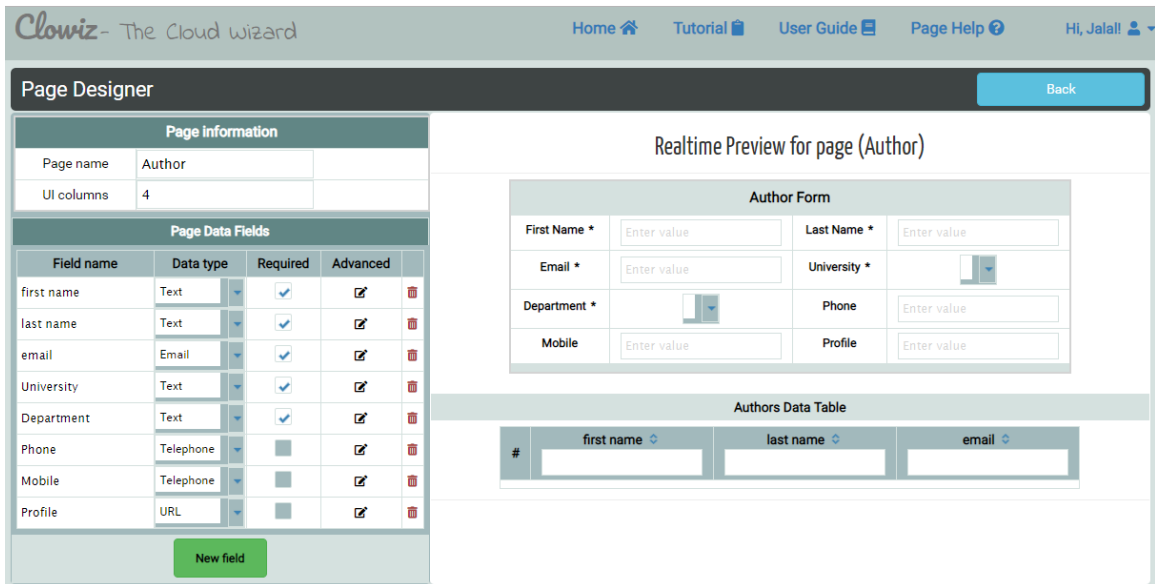 Clowiz - The Cloud wizard
Home Tutorial User Guide Page Help Hi, Jalal!
Page Designer
Back
Page information
Page name Author
UI columns 4
Page Data Fields
Field name Data type Required Advanced
first name Text
last name Text
email Email
University Text
Department Text
Phone Telephone
Mobile Telephone
Profile URL
New field
Realtime Preview for page (Author)
Author Form
First Name * Enter value Last Name * Enter value
Email * Enter value University *
Department * Phone Enter value
Mobile Enter value Profile Enter value
Authors Data Table
# first name last name email